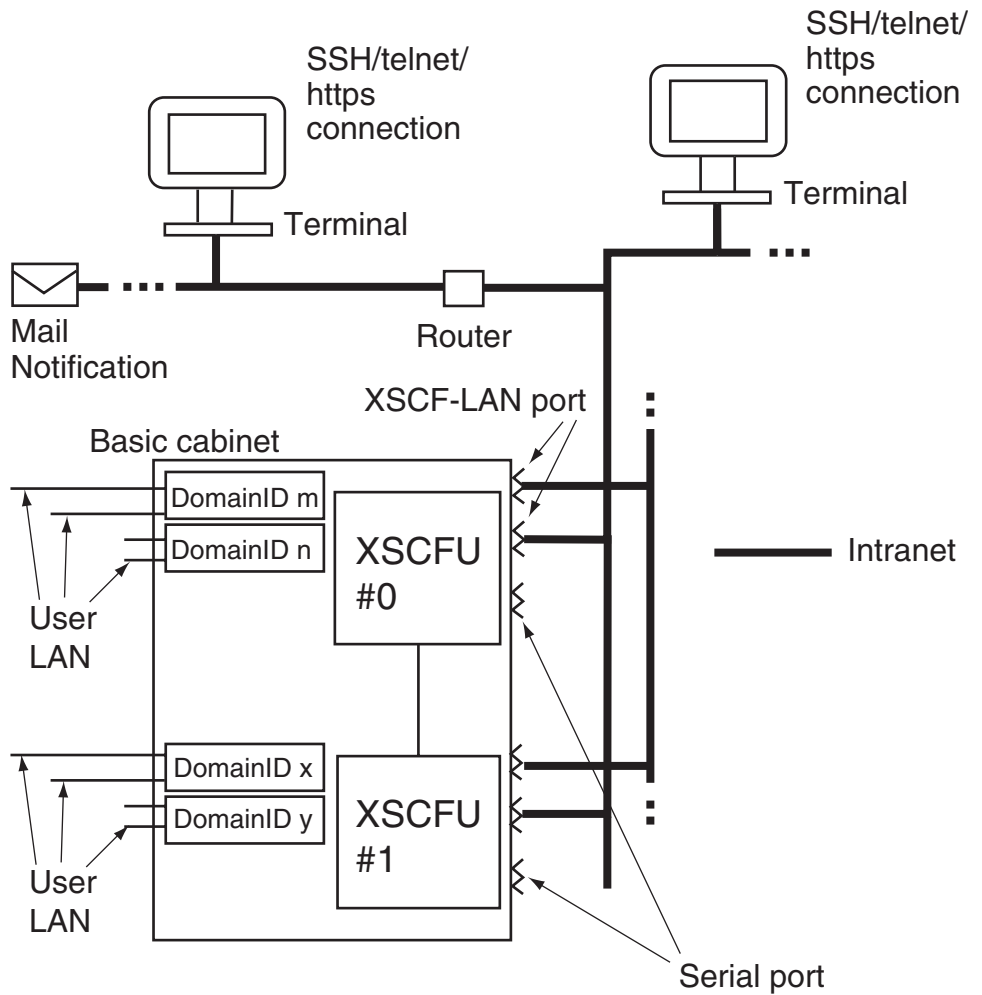 SSH/telnet/
https
connection
Terminal
SSH/telnet/
https
connection
Terminal
Mail
Notification
Router
XSCF-LAN port
Basic cabinet
DomainID m
DomainID n
XSCFU
#0
Intranet
User
LAN
DomainID x
DomainID y
XSCFU
#1
User
LAN
Serial port